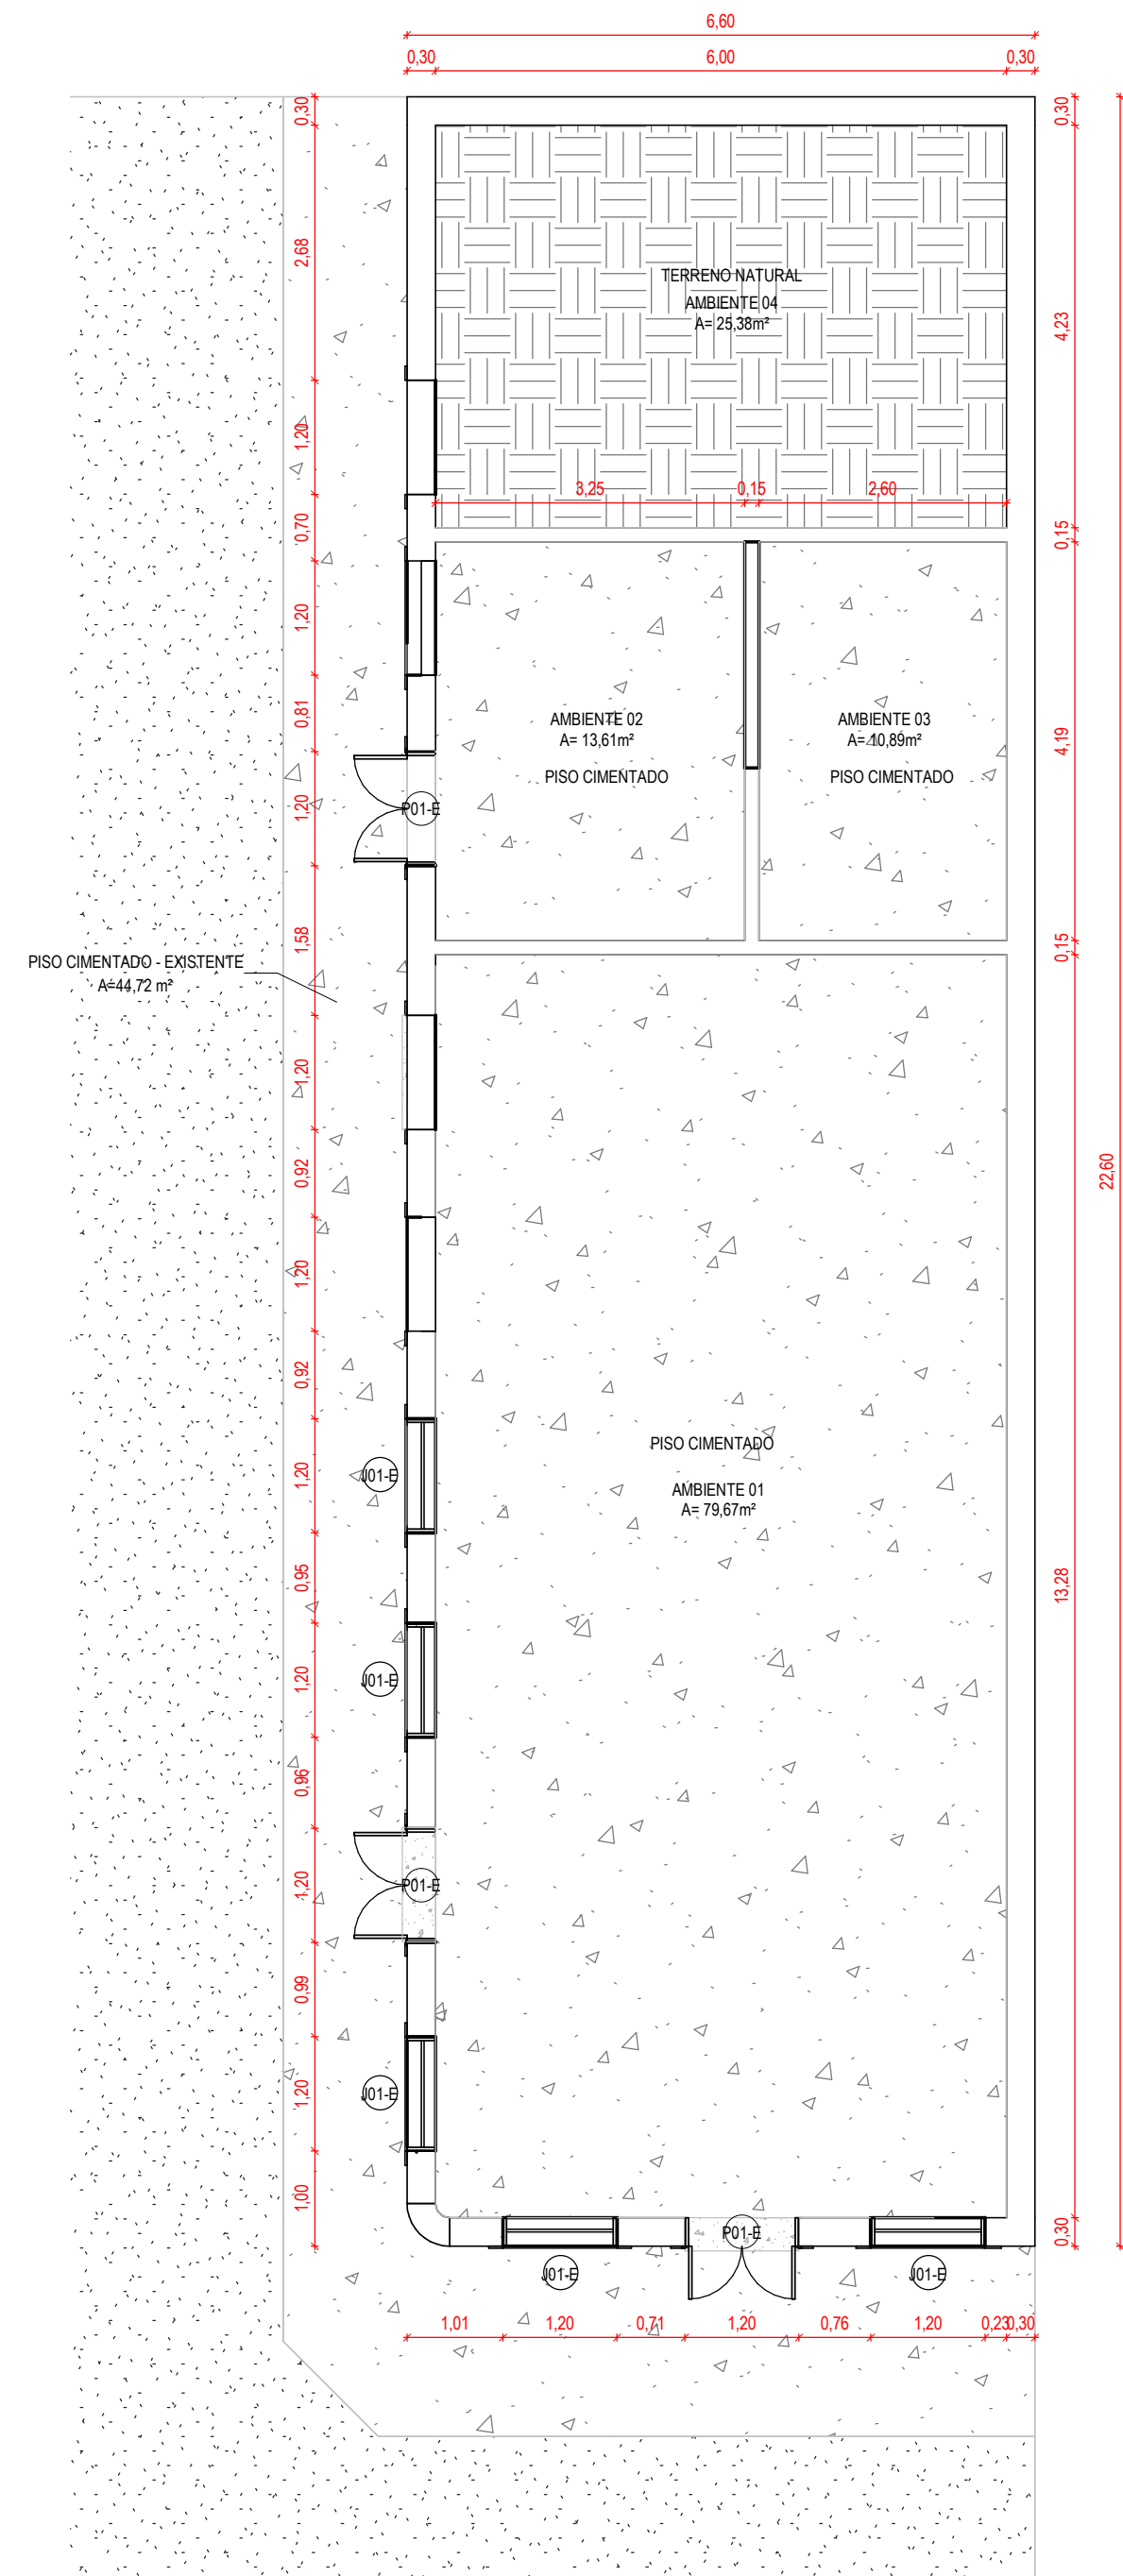 6,60
0,30
6,00
0,30
0,30
0,30
2,68
TERRENO NATURAL
AMBIENTE 04
A= 25,38m²
4,23
1,20
3,25
0,15
2,60
0,70
0,15
1,20
0,81
AMBIENTE 02
A= 13,61m²
PISO CIMENTADO
AMBIENTE 03
A= 10,89m²
PISO CIMENTADO
4,19
1,20
P01-E
1,58
0,15
PISO CIMENTADO - EXISTENTE
A=44,72 m²
1,20
0,92
22,60
1,20
0,92
PISO CIMENTADO
AMBIENTE 01
A= 79,67m²
1,20
J01-E
0,95
13,28
1,20
J01-E
0,96
1,20
P01-E
0,99
1,20
J01-E
1,00
P01-E
0,30
J01-E
J01-E
1,01
1,20
0,71
1,20
0,76
1,20
0,23
0,30